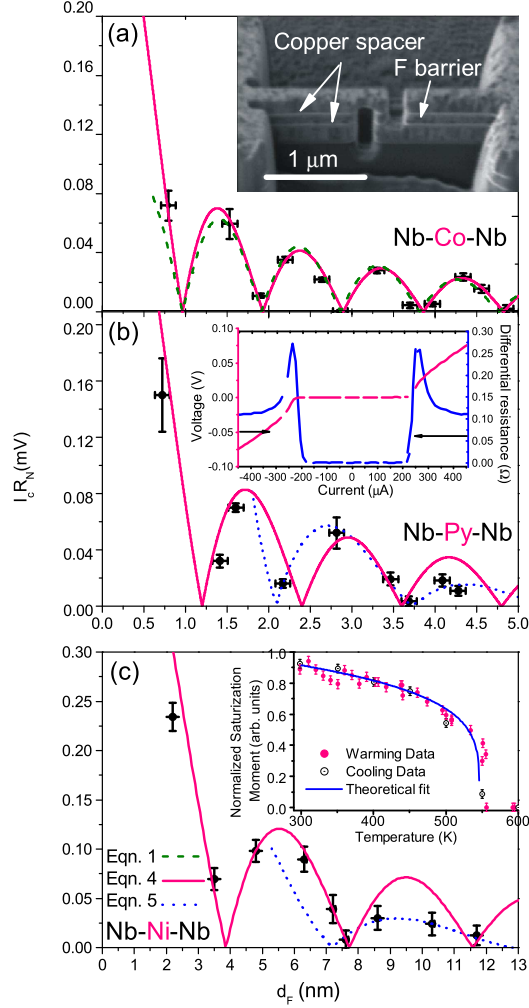 (a)
Copper spacer
F barrier
1 μm
0.20
0.16
0.12
0.08
0.04
0.00
Nb-Co-Nb
(b)
0.20
0.16
0.12
0.08
0.04
0.00
I_c R_N (mV)
0.10
0.05
0.00
-0.05
-0.10
Voltage (V)
0.30
0.25
0.20
0.15
0.10
0.05
0.00
Differential resistance (Ω)
-400 -200 0 200 400
Current (μA)
Nb-Py-Nb
0.0 0.5 1.0 1.5 2.0 2.5 3.0 3.5 4.0 4.5 5.0
(c)
0.30
0.25
0.20
0.15
0.10
0.05
0.00
Normalized Saturization
Moment (arb. units)
1.0
0.8
0.6
0.4
0.2
0.0
Warming Data
Cooling Data
Theoretical fit
300 400 500 600
Temperature (K)
Eqn. 1
Eqn. 4
Eqn. 5
Nb-Ni-Nb
0 1 2 3 4 5 6 7 8 9 10 11 12 13
d_F (nm)